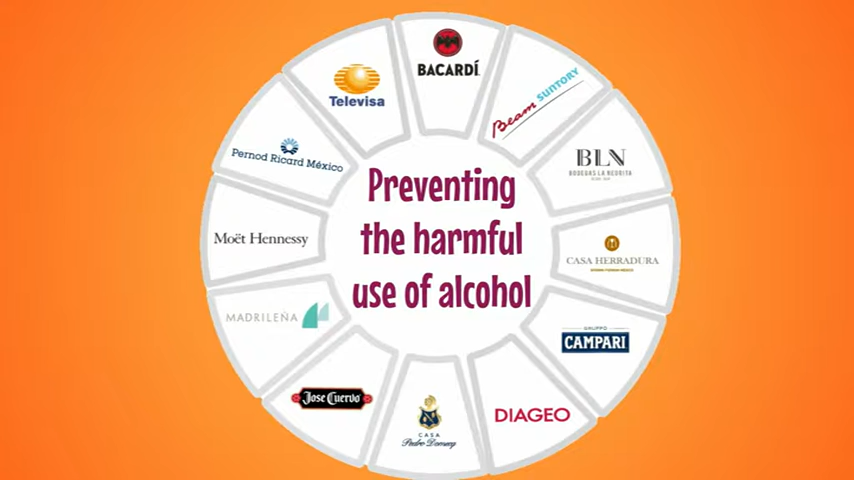 BACARDÍ
Beam SUNTORY
BLN
BODEGAS LA NEGRITA
CASA HERRADURA
GRUPPO
CAMPARI
DIAGEO
CASA
Pedro Domecq
Jose Cuervo
MADRILEÑA
Moët Hennessy
Pernod Ricard México
Televisa
Preventing
the harmful
use of alcohol